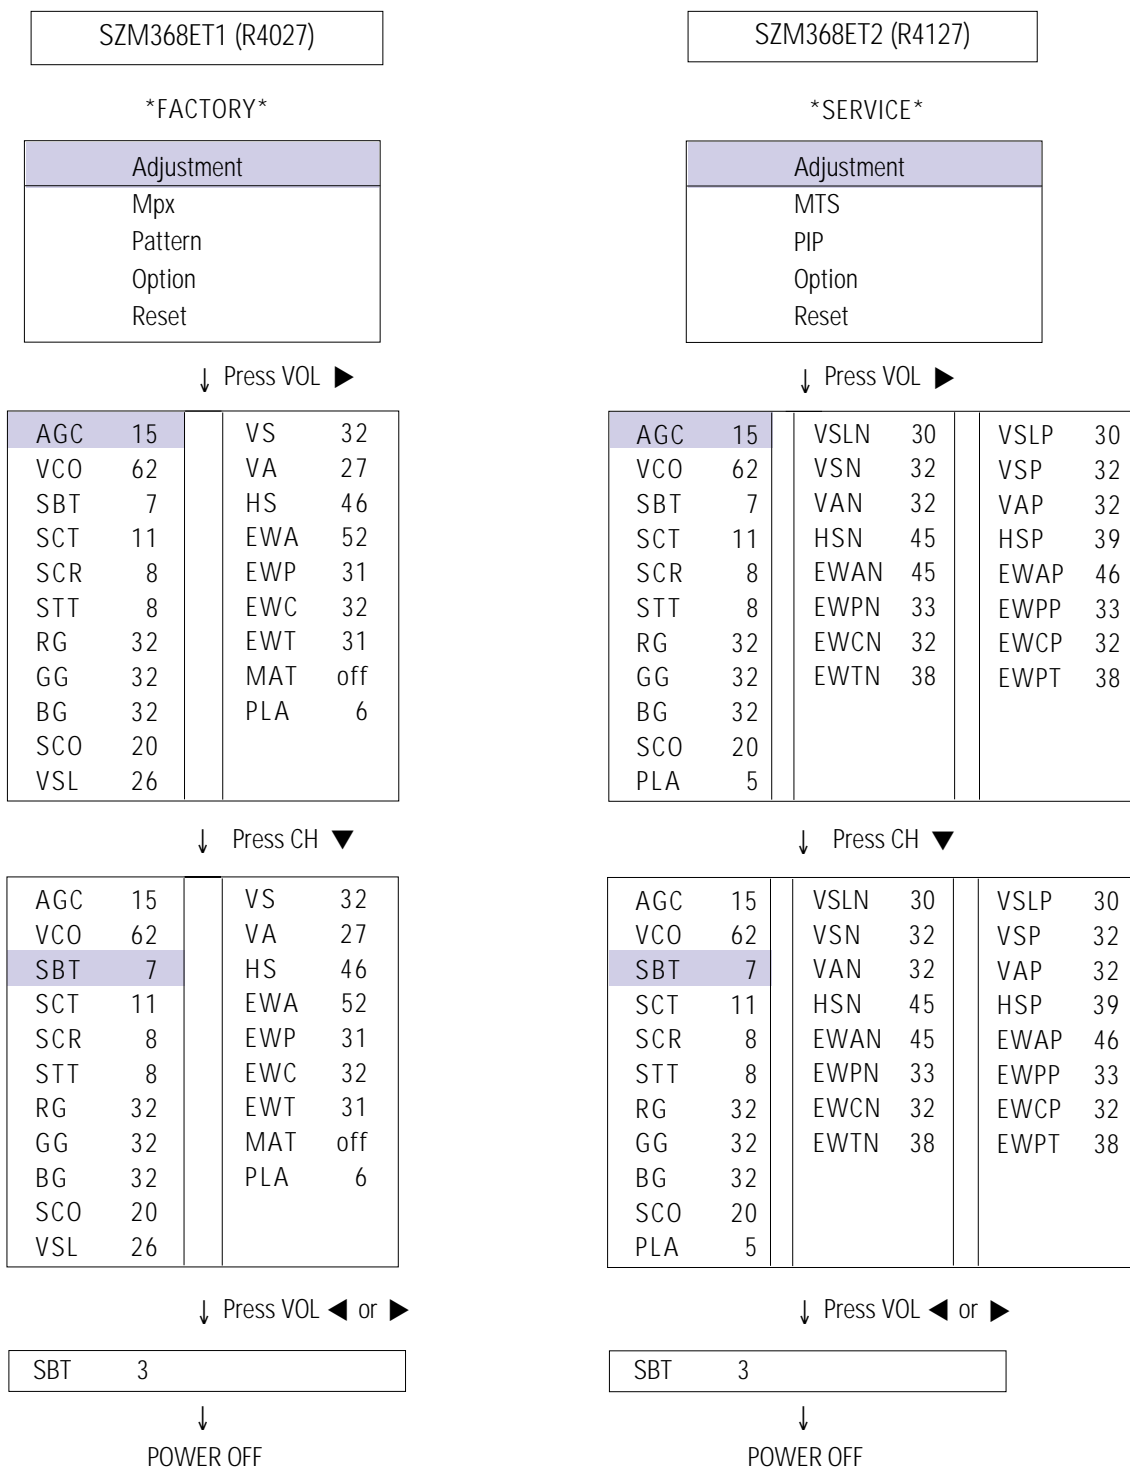 SZM368ET1 (R4027)
*FACTORY*
Adjustment
Mpx
Pattern
Option
Reset
↓ Press VOL ▶
AGC 15 VS 32
VCO 62 VA 27
SBT 7 HS 46
SCT 11 EWA 52
SCR 8 EWP 31
STT 8 EWC 32
RG 32 EWT 31
GG 32 MAT off
BG 32 PLA 6
SCO 20
VSL 26
↓ Press CH ▼
AGC 15 VS 32
VCO 62 VA 27
SBT 7 HS 46
SCT 11 EWA 52
SCR 8 EWP 31
STT 8 EWC 32
RG 32 EWT 31
GG 32 MAT off
BG 32 PLA 6
SCO 20
VSL 26
↓ Press VOL ◀ or ▶
SBT 3
↓
POWER OFF
SZM368ET2 (R4127)
*SERVICE*
Adjustment
MTS
PIP
Option
Reset
↓ Press VOL ▶
AGC 15 VSLN 30 VSLP 30
VCO 62 VSN 32 VSP 32
SBT 7 VAN 32 VAP 32
SCT 11 HSN 45 HSP 39
SCR 8 EWAN 45 EWAP 46
STT 8 EWPN 33 EWPP 33
RG 32 EWCN 32 EWCP 32
GG 32 EWTN 38 EWPT 38
BG 32
SCO 20
PLA 5
↓ Press CH ▼
AGC 15 VSLN 30 VSLP 30
VCO 62 VSN 32 VSP 32
SBT 7 VAN 32 VAP 32
SCT 11 HSN 45 HSP 39
SCR 8 EWAN 45 EWAP 46
STT 8 EWPN 33 EWPP 33
RG 32 EWCN 32 EWCP 32
GG 32 EWTN 38 EWPT 38
BG 32
SCO 20
PLA 5
↓ Press VOL ◀ or ▶
SBT 3
↓
POWER OFF